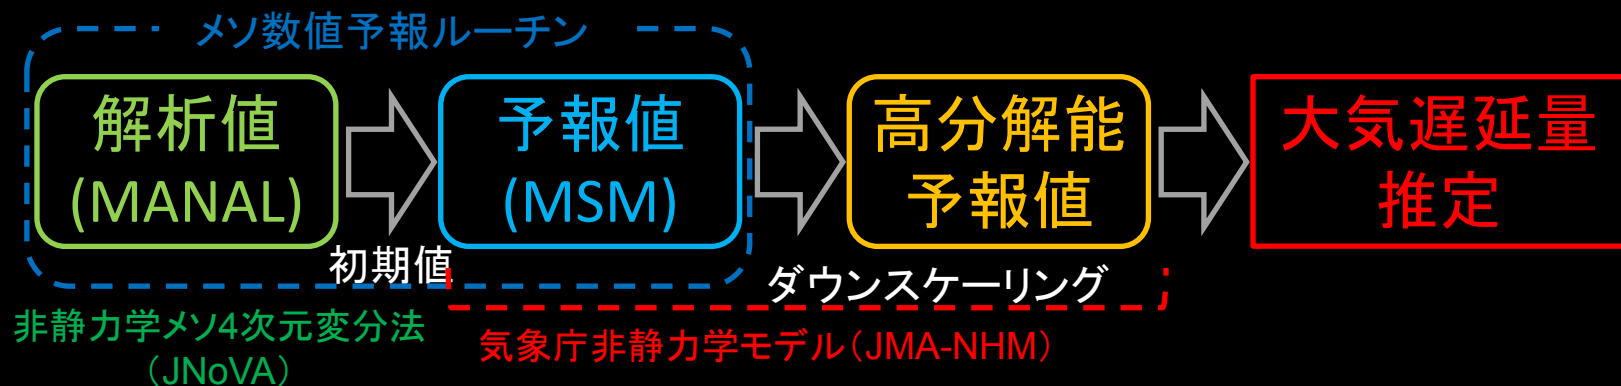 メソ数値予報ルーチン
解析値
(MANAL)
予報値
(MSM)
高分解能
予報値
大気遅延量
推定
初期値
ダウンスケーリング
非静力学メソ4次元変分法
（JNoVA）
気象庁非静力学モデル（JMA-NHM）